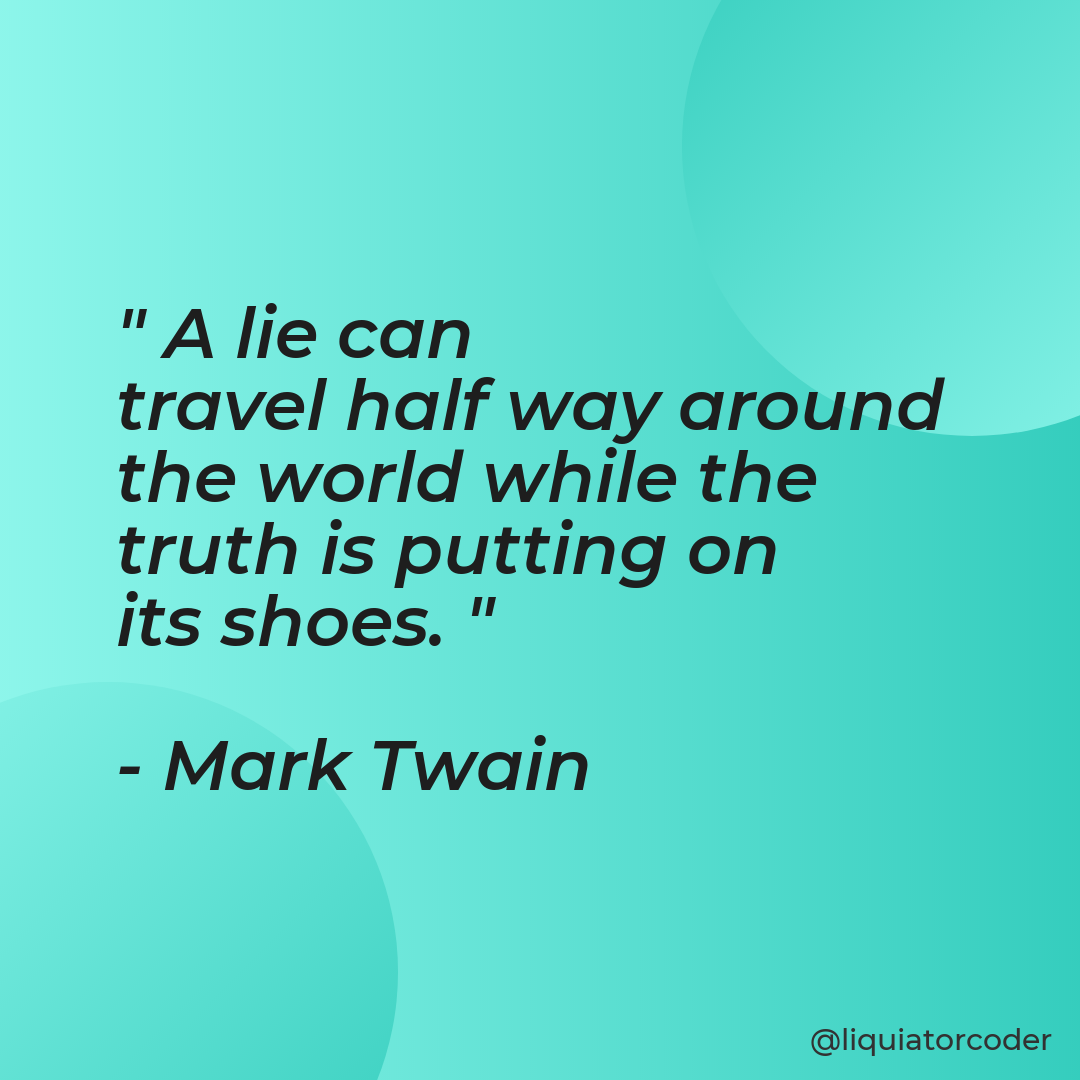 " A lie can
travel half way around
the world while the
truth is putting on
its shoes. "
- Mark Twain
@liquiatorcoder